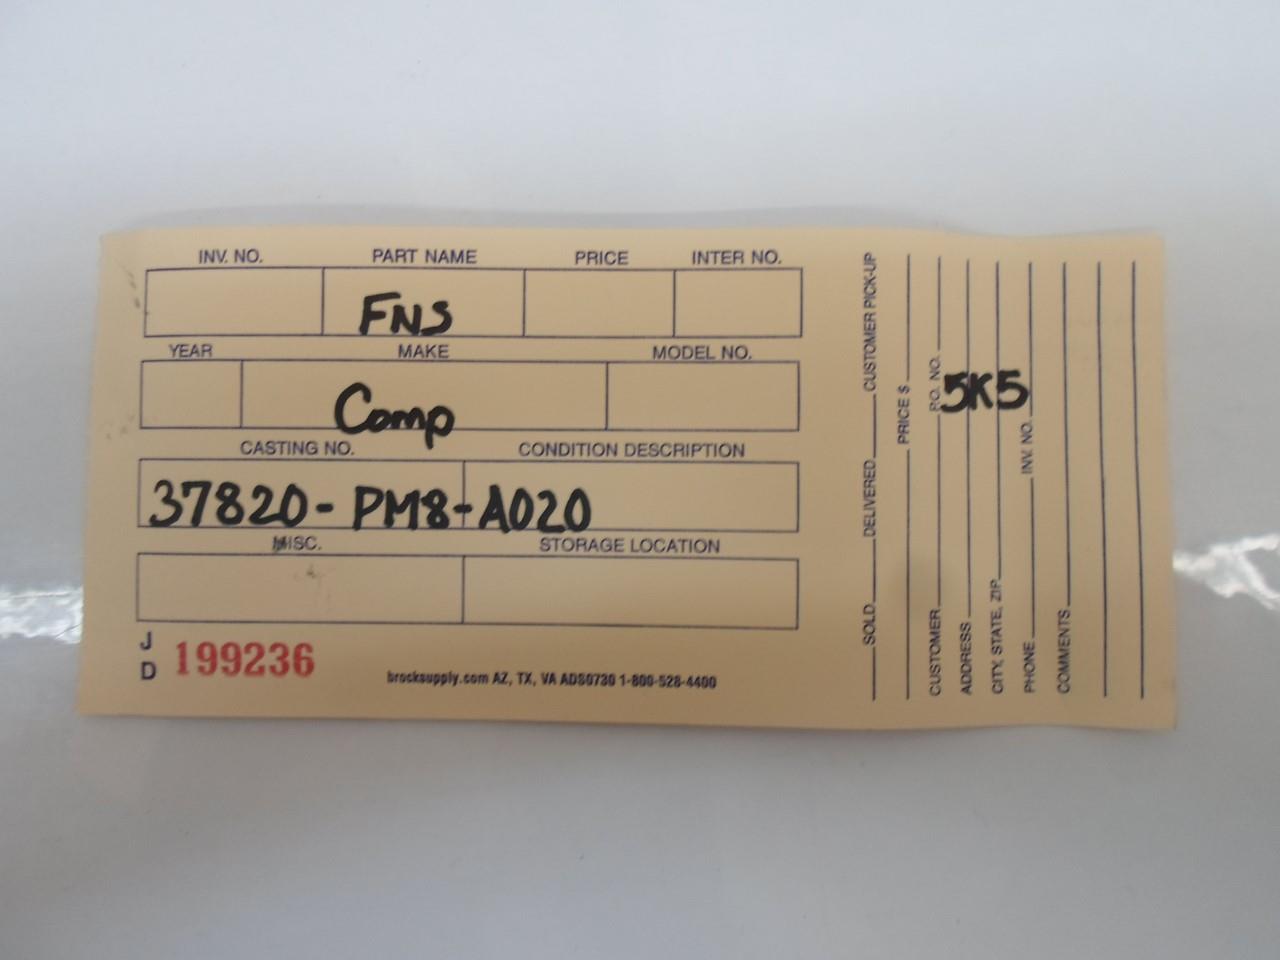 INV. NO. PART NAME PRICE INTER NO.
FNS
YEAR MAKE MODEL NO.
Comp
CASTING NO. CONDITION DESCRIPTION
37820-PM8-A020
MISC. STORAGE LOCATION
J
D
199236
brocksupply.com AZ, TX, VA ADS0730 1-800-528-4400
SOLD DELIVERED CUSTOMER PICK-UP
PRICE $
CUSTOMER P.O. NO.
5K5
ADDRESS
CITY, STATE, ZIP
PHONE INV. NO.
COMMENTS